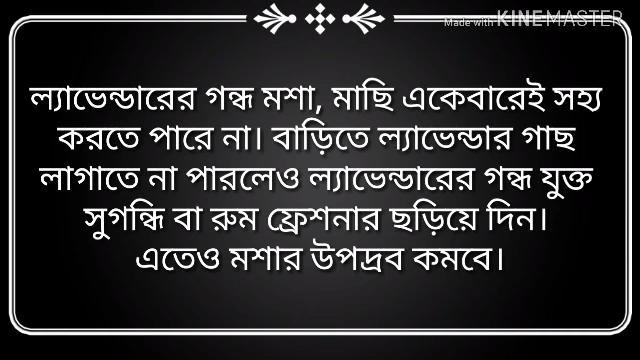 Made with KINEMASTER
ল্যাভেন্ডারের গন্ধ মশা, মাছি একেবারেই সহ্য
করতে পারে না। বাড়িতে ল্যাভেন্ডার গাছ
লাগাতে না পারলেও ল্যাভেন্ডারের গন্ধ যুক্ত
সুগন্ধি বা রুম ফ্রেশনার ছড়িয়ে দিন।
এতেও মশার উপদ্রব কমবে।